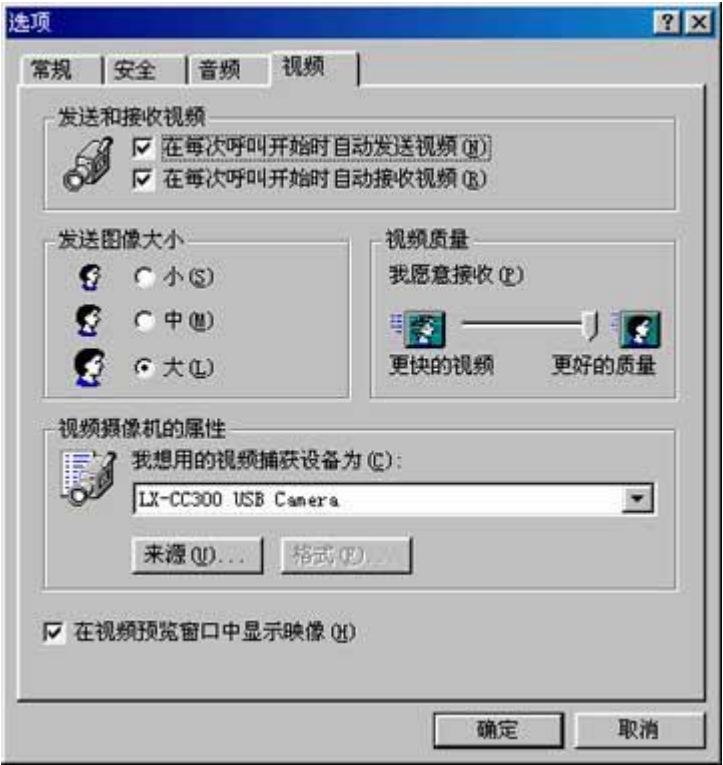 选项
常规 安全 音频 视频
发送和接收视频
在每次呼叫开始时自动发送视频(N)
在每次呼叫开始时自动接收视频(R)
发送图像大小
小(S)
中(M)
大(L)
视频质量
我愿意接收(P)
更快的视频 更好的质量
视频摄像机的属性
我想用的视频捕获设备为(C):
LX-CC300 USB Camera
来源(U)... 格式(F)...
在视频预览窗口中显示映像(H)
确定 取消